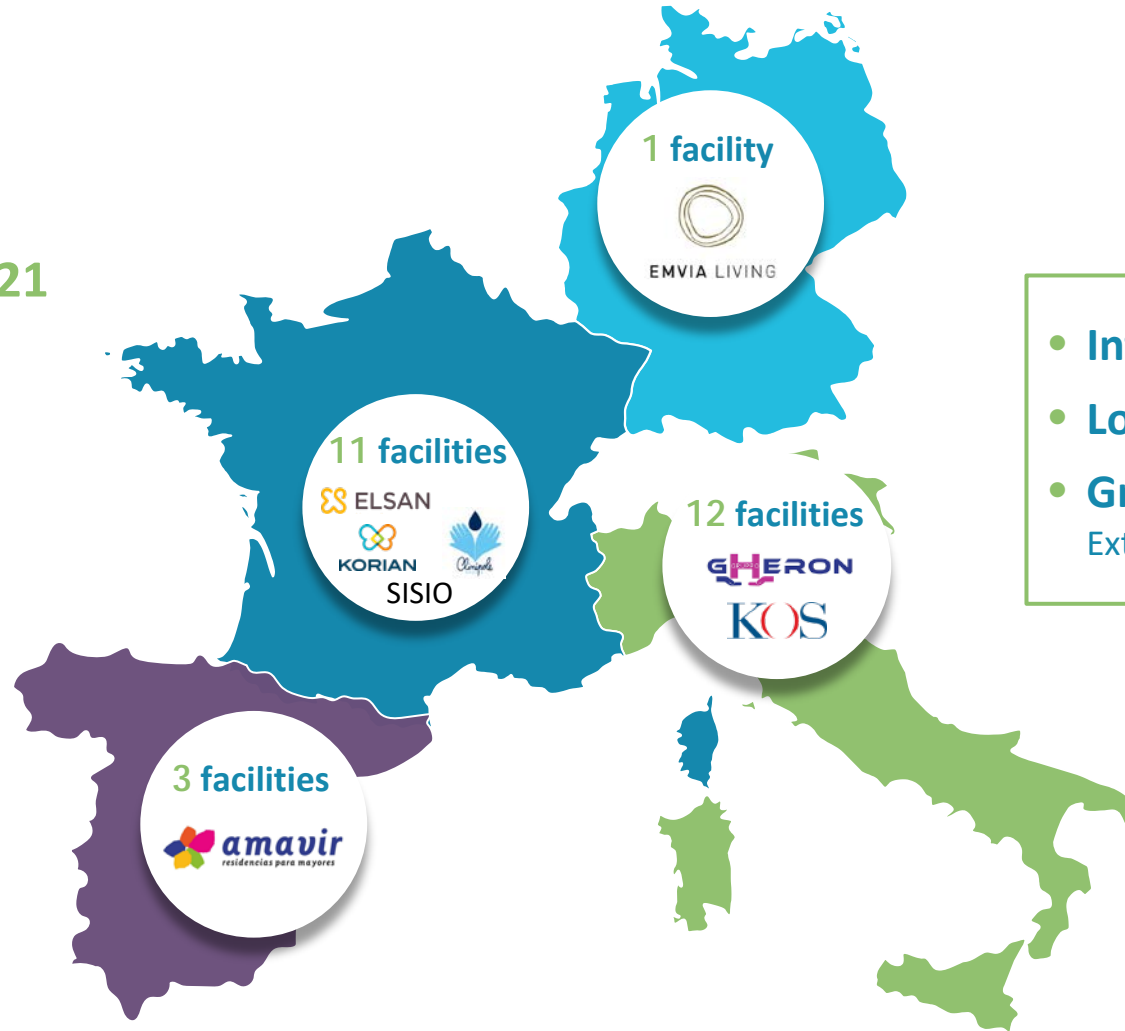 1 facility
EMVIA LIVING
21
11 facilities
ELSAN
KORIAN
Clinipole
SISIO
12 facilities
GHERON
KOS
3 facilities
amavir
residencias para mayores
• In
• Lo
• Gr
Ext